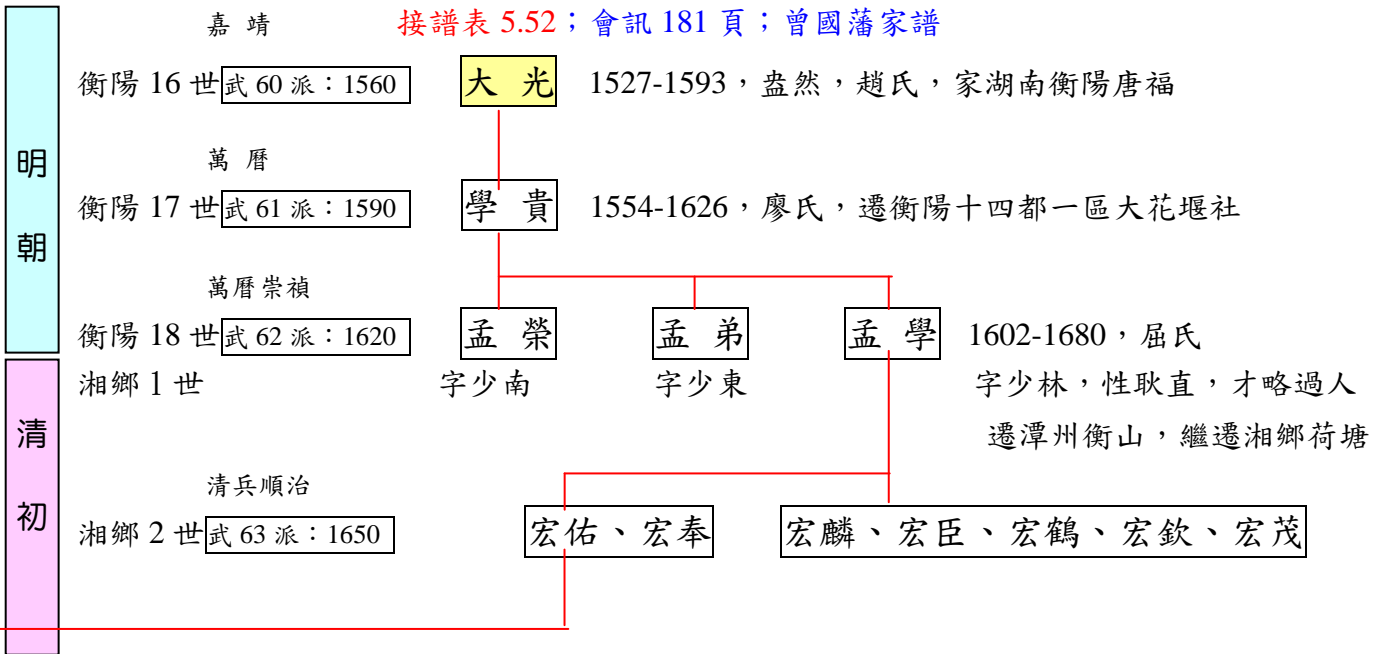 嘉 靖 接譜表 5.52；會訊 181 頁；曾國藩家譜
衡陽 16 世 武 60 派：1560 大 光 1527-1593，盎然，趙氏，家湖南衡陽唐福
萬 曆
衡陽 17 世 武 61 派：1590 學 貴 1554-1626，廖氏，遷衡陽十四都一區大花堰社
明朝
萬曆崇禎
衡陽 18 世 武 62 派：1620 孟 榮 孟 弟 孟 學 1602-1680，屈氏
湘鄉 1 世 字少南 字少東 字少林，性耿直，才略過人
遷潭州衡山，繼遷湘鄉荷塘
清初
清兵順治
湘鄉 2 世 武 63 派：1650 宏佑、宏奉 宏麟、宏臣、宏鶴、宏欽、宏茂